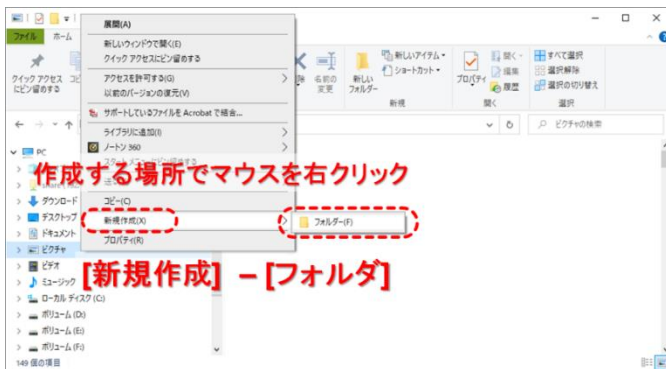 展開(A)
ファイル ホーム
新しいウィンドウで開く(E)
クイック アクセスにピン留めする
アクセスを許可する(G)
以前のバージョンの復元(V)
サポートしているファイルを Acrobat で結合...
ライブラリに追加(I)
ノートン 360
コピー(C)
新規作成(X)
プロパティ(R)
フォルダー(F)
クイック アクセス
にピン留めする
名前の
変更
新しい
フォルダー
新しいアイテム
ショートカット
新規
プロパティ
開く
編集
履歴
開く
すべて選択
選択解除
選択の切り替え
選択
ピクチャの検索
PC
作成する場所でマウスを右クリック
ダウンロード
デスクトップ
ドキュメント
ピクチャ
ビデオ
ミュージック
ローカル ディスク (C:)
ボリューム (D:)
ボリューム (E:)
ボリューム (F:)
[新規作成] – [フォルダ]
149 個の項目